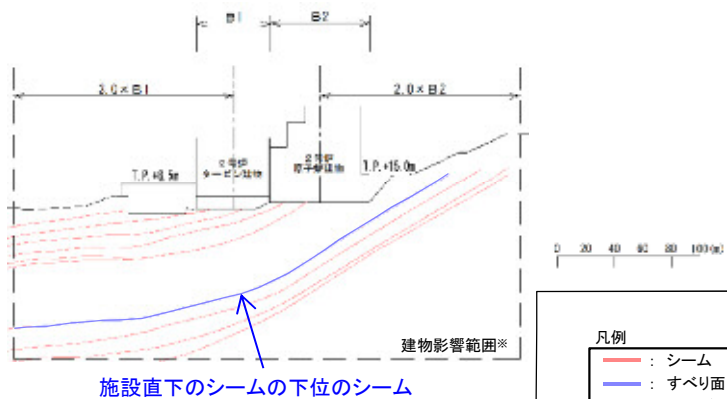 B1 B2
3.0×B1 2.0×B2
T.P.+8.5m
2号炉
タービン建物
2号炉
原子炉建物
T.P.+15.0m
0 20 40 60 80 100(m)
建物影響範囲※
施設直下のシームの下位のシーム
凡例
: シーム
: すべり面